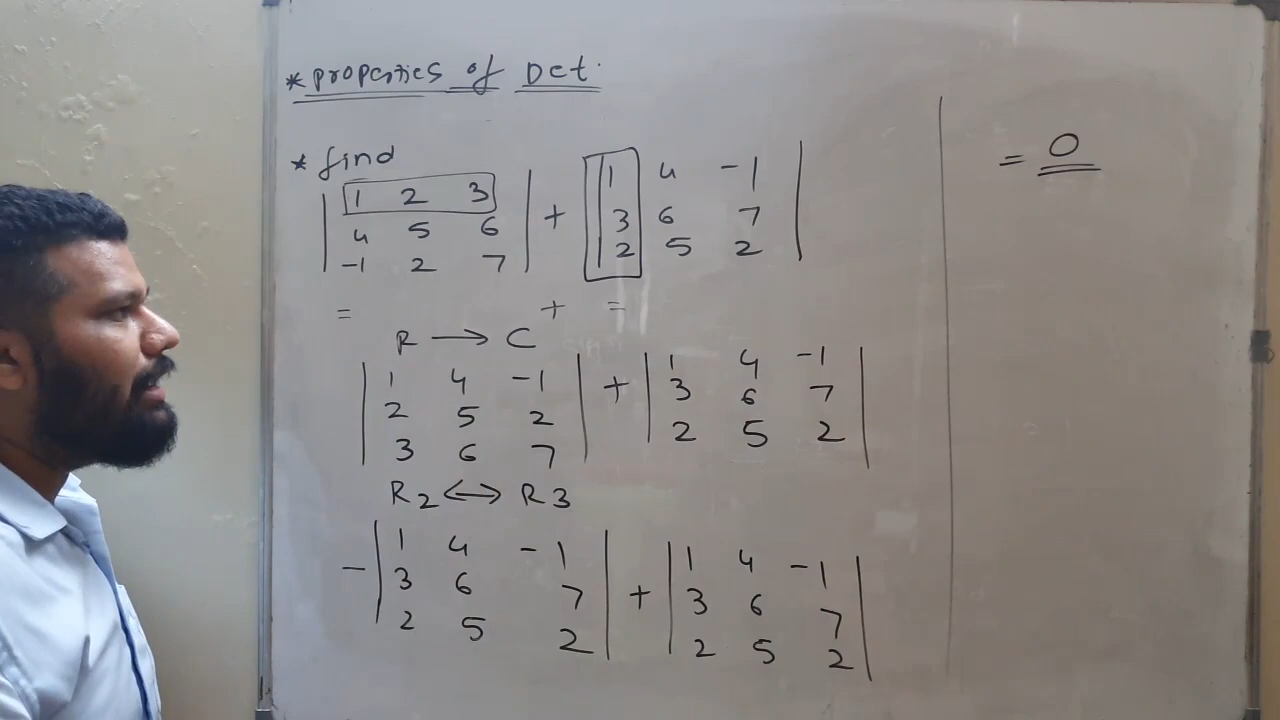 * Properties of Det.
* find
| 1 2 3 | + | 1 4 -1 |
| 4 5 6 | | 3 6 7 |
| -1 2 7 | | 2 5 2 |
= + =
R → C
| 1 4 -1 | + | 1 4 -1 |
| 2 5 2 | | 3 6 7 |
| 3 6 7 | | 2 5 2 |
R2 ↔ R3
- | 1 4 -1 | + | 1 4 -1 |
| 3 6 7 | | 3 6 7 |
| 2 5 2 | | 2 5 2 |
= 0